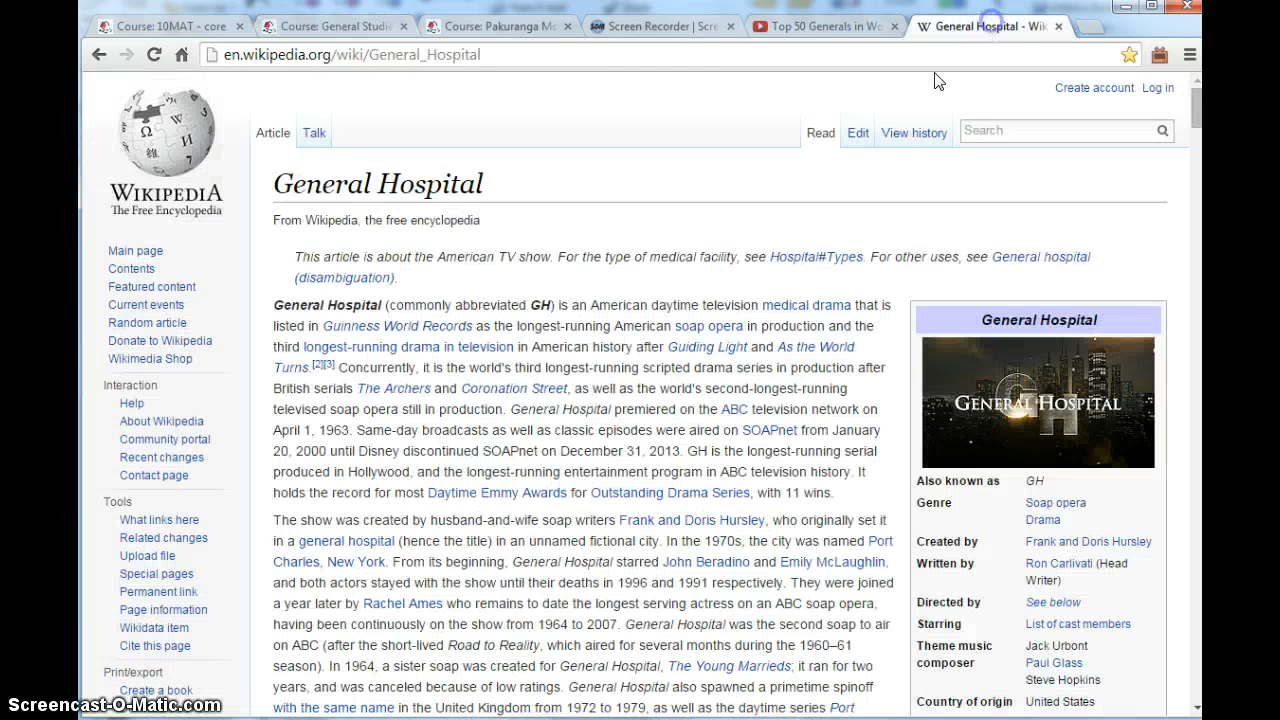 Course: 10MAT - core
Course: General Studie
Course: Pakuranga Mo
Screen Recorder | Scre
Top 50 Generals in Wo
General Hospital - Wik
en.wikipedia.org/wiki/General_Hospital
Create account Log in
Article Talk
Read Edit View history Search
WIKIPEDIA
The Free Encyclopedia
Main page
Contents
Featured content
Current events
Random article
Donate to Wikipedia
Wikimedia Shop
Interaction
Help
About Wikipedia
Community portal
Recent changes
Contact page
Tools
What links here
Related changes
Upload file
Special pages
Permanent link
Page information
Wikidata item
Cite this page
Print/export
Create a book
General Hospital
From Wikipedia, the free encyclopedia
This article is about the American TV show. For the type of medical facility, see Hospital#Types. For other uses, see General hospital
(disambiguation).
General Hospital (commonly abbreviated GH) is an American daytime television medical drama that is
listed in Guinness World Records as the longest-running American soap opera in production and the
third longest-running drama in television in American history after Guiding Light and As the World
Turns.[2][3] Concurrently, it is the world's third longest-running scripted drama series in production after
British serials The Archers and Coronation Street, as well as the world's second-longest-running
televised soap opera still in production. General Hospital premiered on the ABC television network on
April 1, 1963. Same-day broadcasts as well as classic episodes were aired on SOAPnet from January
20, 2000 until Disney discontinued SOAPnet on December 31, 2013. GH is the longest-running serial
produced in Hollywood, and the longest-running entertainment program in ABC television history. It
holds the record for most Daytime Emmy Awards for Outstanding Drama Series, with 11 wins.
The show was created by husband-and-wife soap writers Frank and Doris Hursley, who originally set it
in a general hospital (hence the title) in an unnamed fictional city. In the 1970s, the city was named Port
Charles, New York. From its beginning, General Hospital starred John Beradino and Emily McLaughlin,
and both actors stayed with the show until their deaths in 1996 and 1991 respectively. They were joined
a year later by Rachel Ames who remains to date the longest serving actress on an ABC soap opera,
having been continuously on the show from 1964 to 2007. General Hospital was the second soap to air
on ABC (after the short-lived Road to Reality, which aired for several months during the 1960–61
season). In 1964, a sister soap was created for General Hospital, The Young Marrieds; it ran for two
years, and was canceled because of low ratings. General Hospital also spawned a primetime spinoff
with the same name in the United Kingdom from 1972 to 1979, as well as the daytime series Port
General Hospital
GENERAL HOSPITAL
Also known as GH
Genre Soap opera
Drama
Created by Frank and Doris Hursley
Written by Ron Carlivati (Head
Writer)
Directed by See below
Starring List of cast members
Theme music composer Jack Urbont
Paul Glass
Steve Hopkins
Country of origin United States
Screencast-O-Matic.com